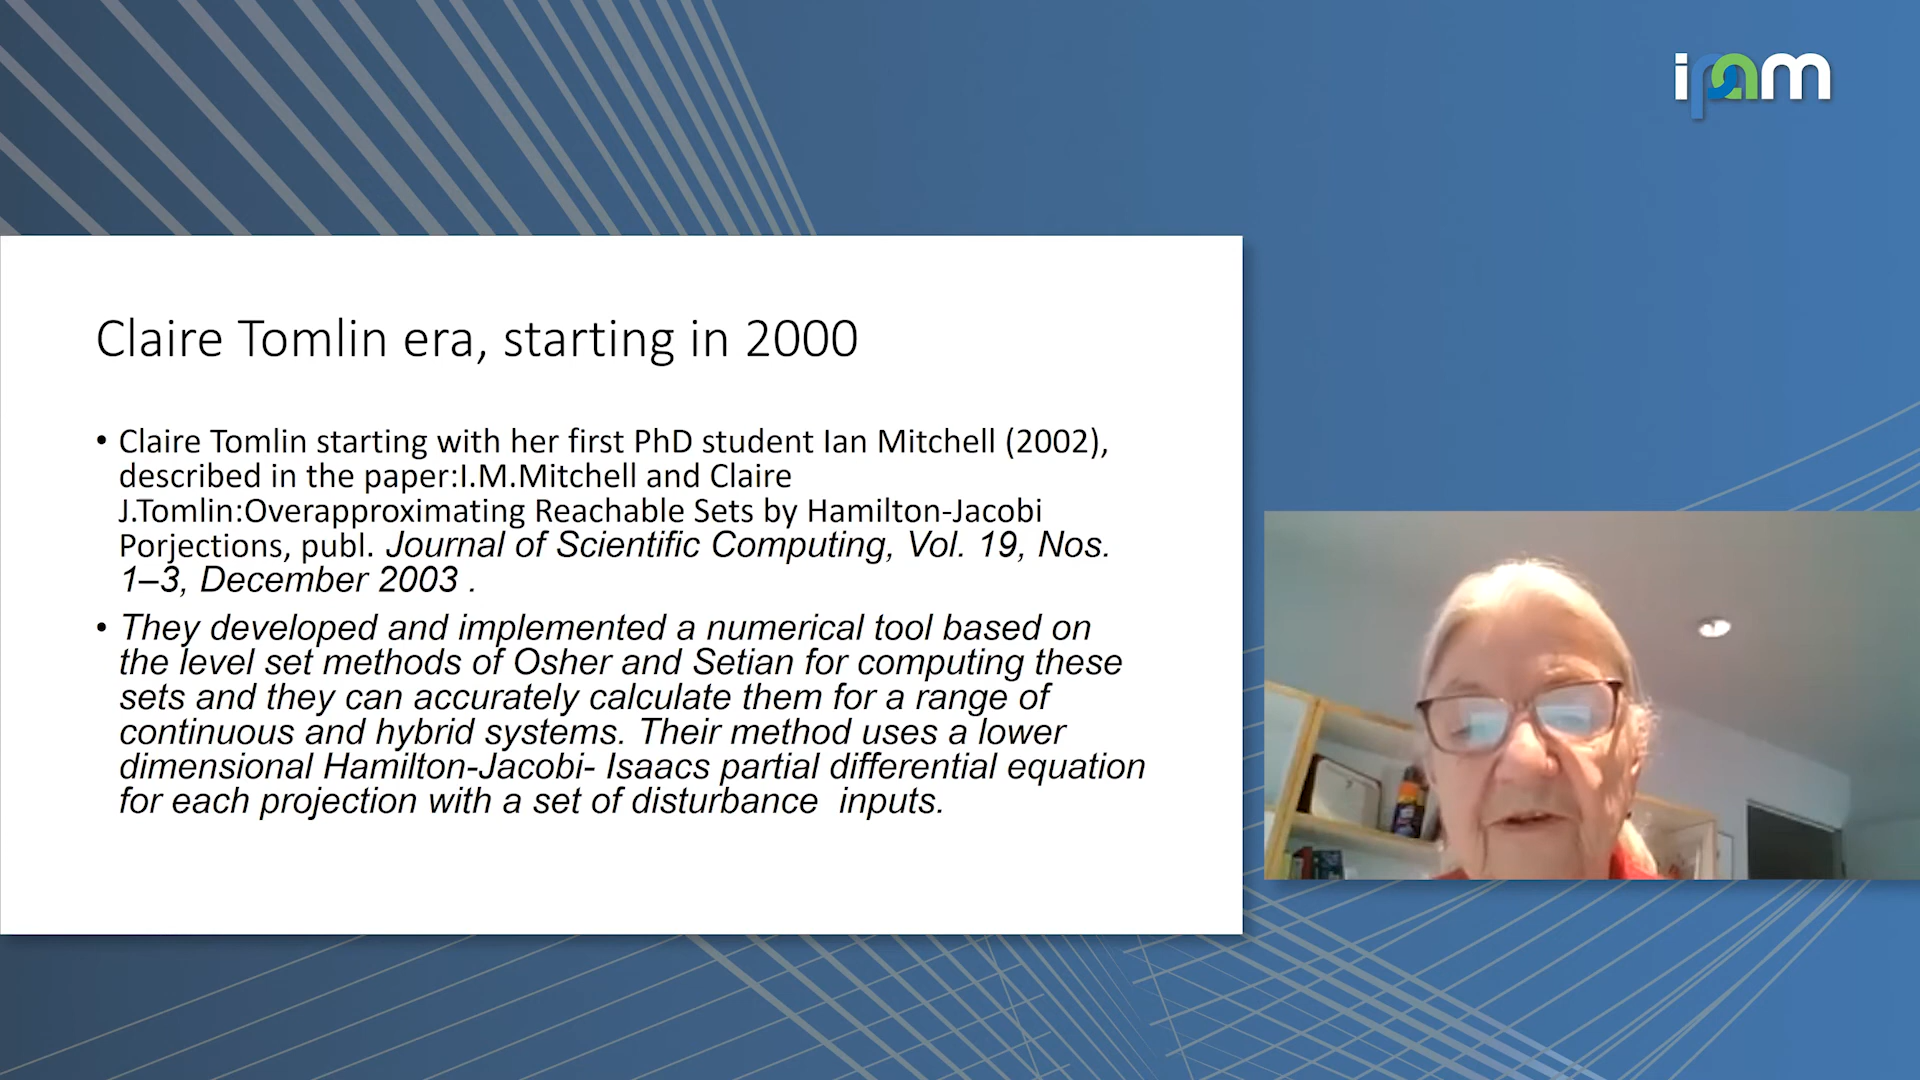 ipam
Claire Tomlin era, starting in 2000
• Claire Tomlin starting with her first PhD student Ian Mitchell (2002),
described in the paper:I.M.Mitchell and Claire
J.Tomlin:Overapproximating Reachable Sets by Hamilton-Jacobi
Porjections, publ. Journal of Scientific Computing, Vol. 19, Nos.
1–3, December 2003 .
• They developed and implemented a numerical tool based on
the level set methods of Osher and Setian for computing these
sets and they can accurately calculate them for a range of
continuous and hybrid systems. Their method uses a lower
dimensional Hamilton-Jacobi- Isaacs partial differential equation
for each projection with a set of disturbance  inputs.